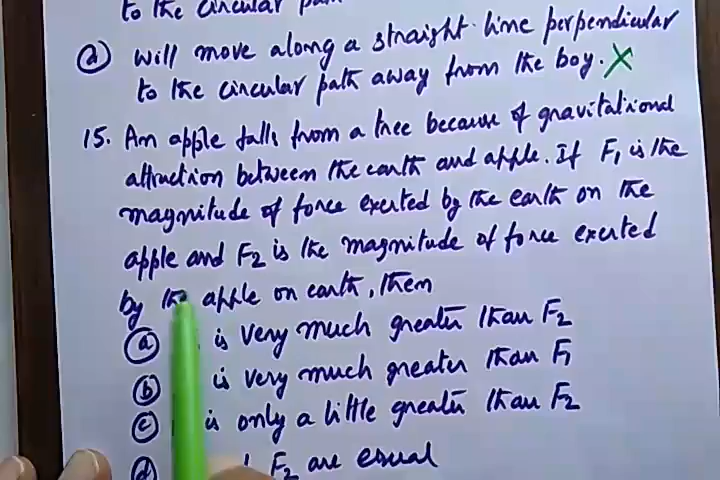 to the circular pat
ⓓ will move along a straight line perpendicular
to the circular path away from the boy. X
15. An apple falls from a tree because of gravitational
attraction between the earth and apple. If F₁ is the
magnitude of force exerted by the earth on the
apple and F₂ is the magnitude of force exerted
by the apple on earth, then
ⓐ is very much greater than F₂
ⓑ is very much greater than F₁
ⓒ is only a little greater than F₂
ⓓ F₂ are equal